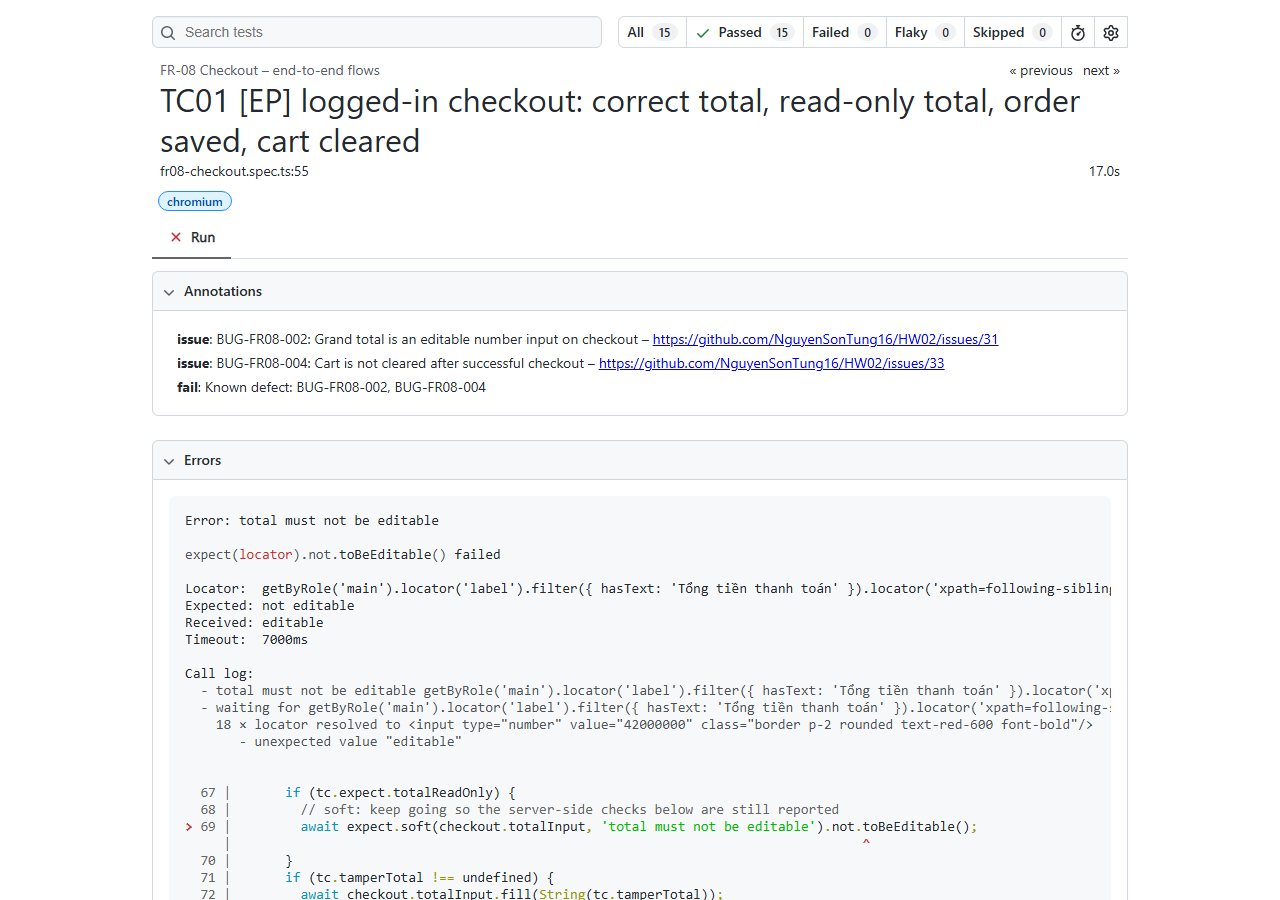 Search tests
All 15 Passed 15 Failed 0 Flaky 0 Skipped 0
FR-08 Checkout – end-to-end flows
« previous next »
TC01 [EP] logged-in checkout: correct total, read-only total, order
saved, cart cleared
fr08-checkout.spec.ts:55
17.0s
chromium
Run
Annotations
issue: BUG-FR08-002: Grand total is an editable number input on checkout – https://github.com/NguyenSonTung16/HW02/issues/31
issue: BUG-FR08-004: Cart is not cleared after successful checkout – https://github.com/NguyenSonTung16/HW02/issues/33
fail: Known defect: BUG-FR08-002, BUG-FR08-004
Errors
Error: total must not be editable
expect(locator).not.toBeEditable() failed
Locator:  getByRole('main').locator('label').filter({ hasText: 'Tổng tiền thanh toán' }).locator('xpath=following-sibling
Expected: not editable
Received: editable
Timeout:  7000ms
Call log:
- total must not be editable getByRole('main').locator('label').filter({ hasText: 'Tổng tiền thanh toán' }).locator('xp
- waiting for getByRole('main').locator('label').filter({ hasText: 'Tổng tiền thanh toán' }).locator('xpath=following-s
18 × locator resolved to <input type="number" value="42000000" class="border p-2 rounded text-red-600 font-bold"/>
- unexpected value "editable"
67 |       if (tc.expect.totalReadOnly) {
68 |         // soft: keep going so the server-side checks below are still reported
> 69 |         await expect.soft(checkout.totalInput, 'total must not be editable').not.toBeEditable();
|                                                                                  ^
70 |       }
71 |       if (tc.tamperTotal !== undefined) {
72 |         await checkout.totalInput.fill(String(tc.tamperTotal));